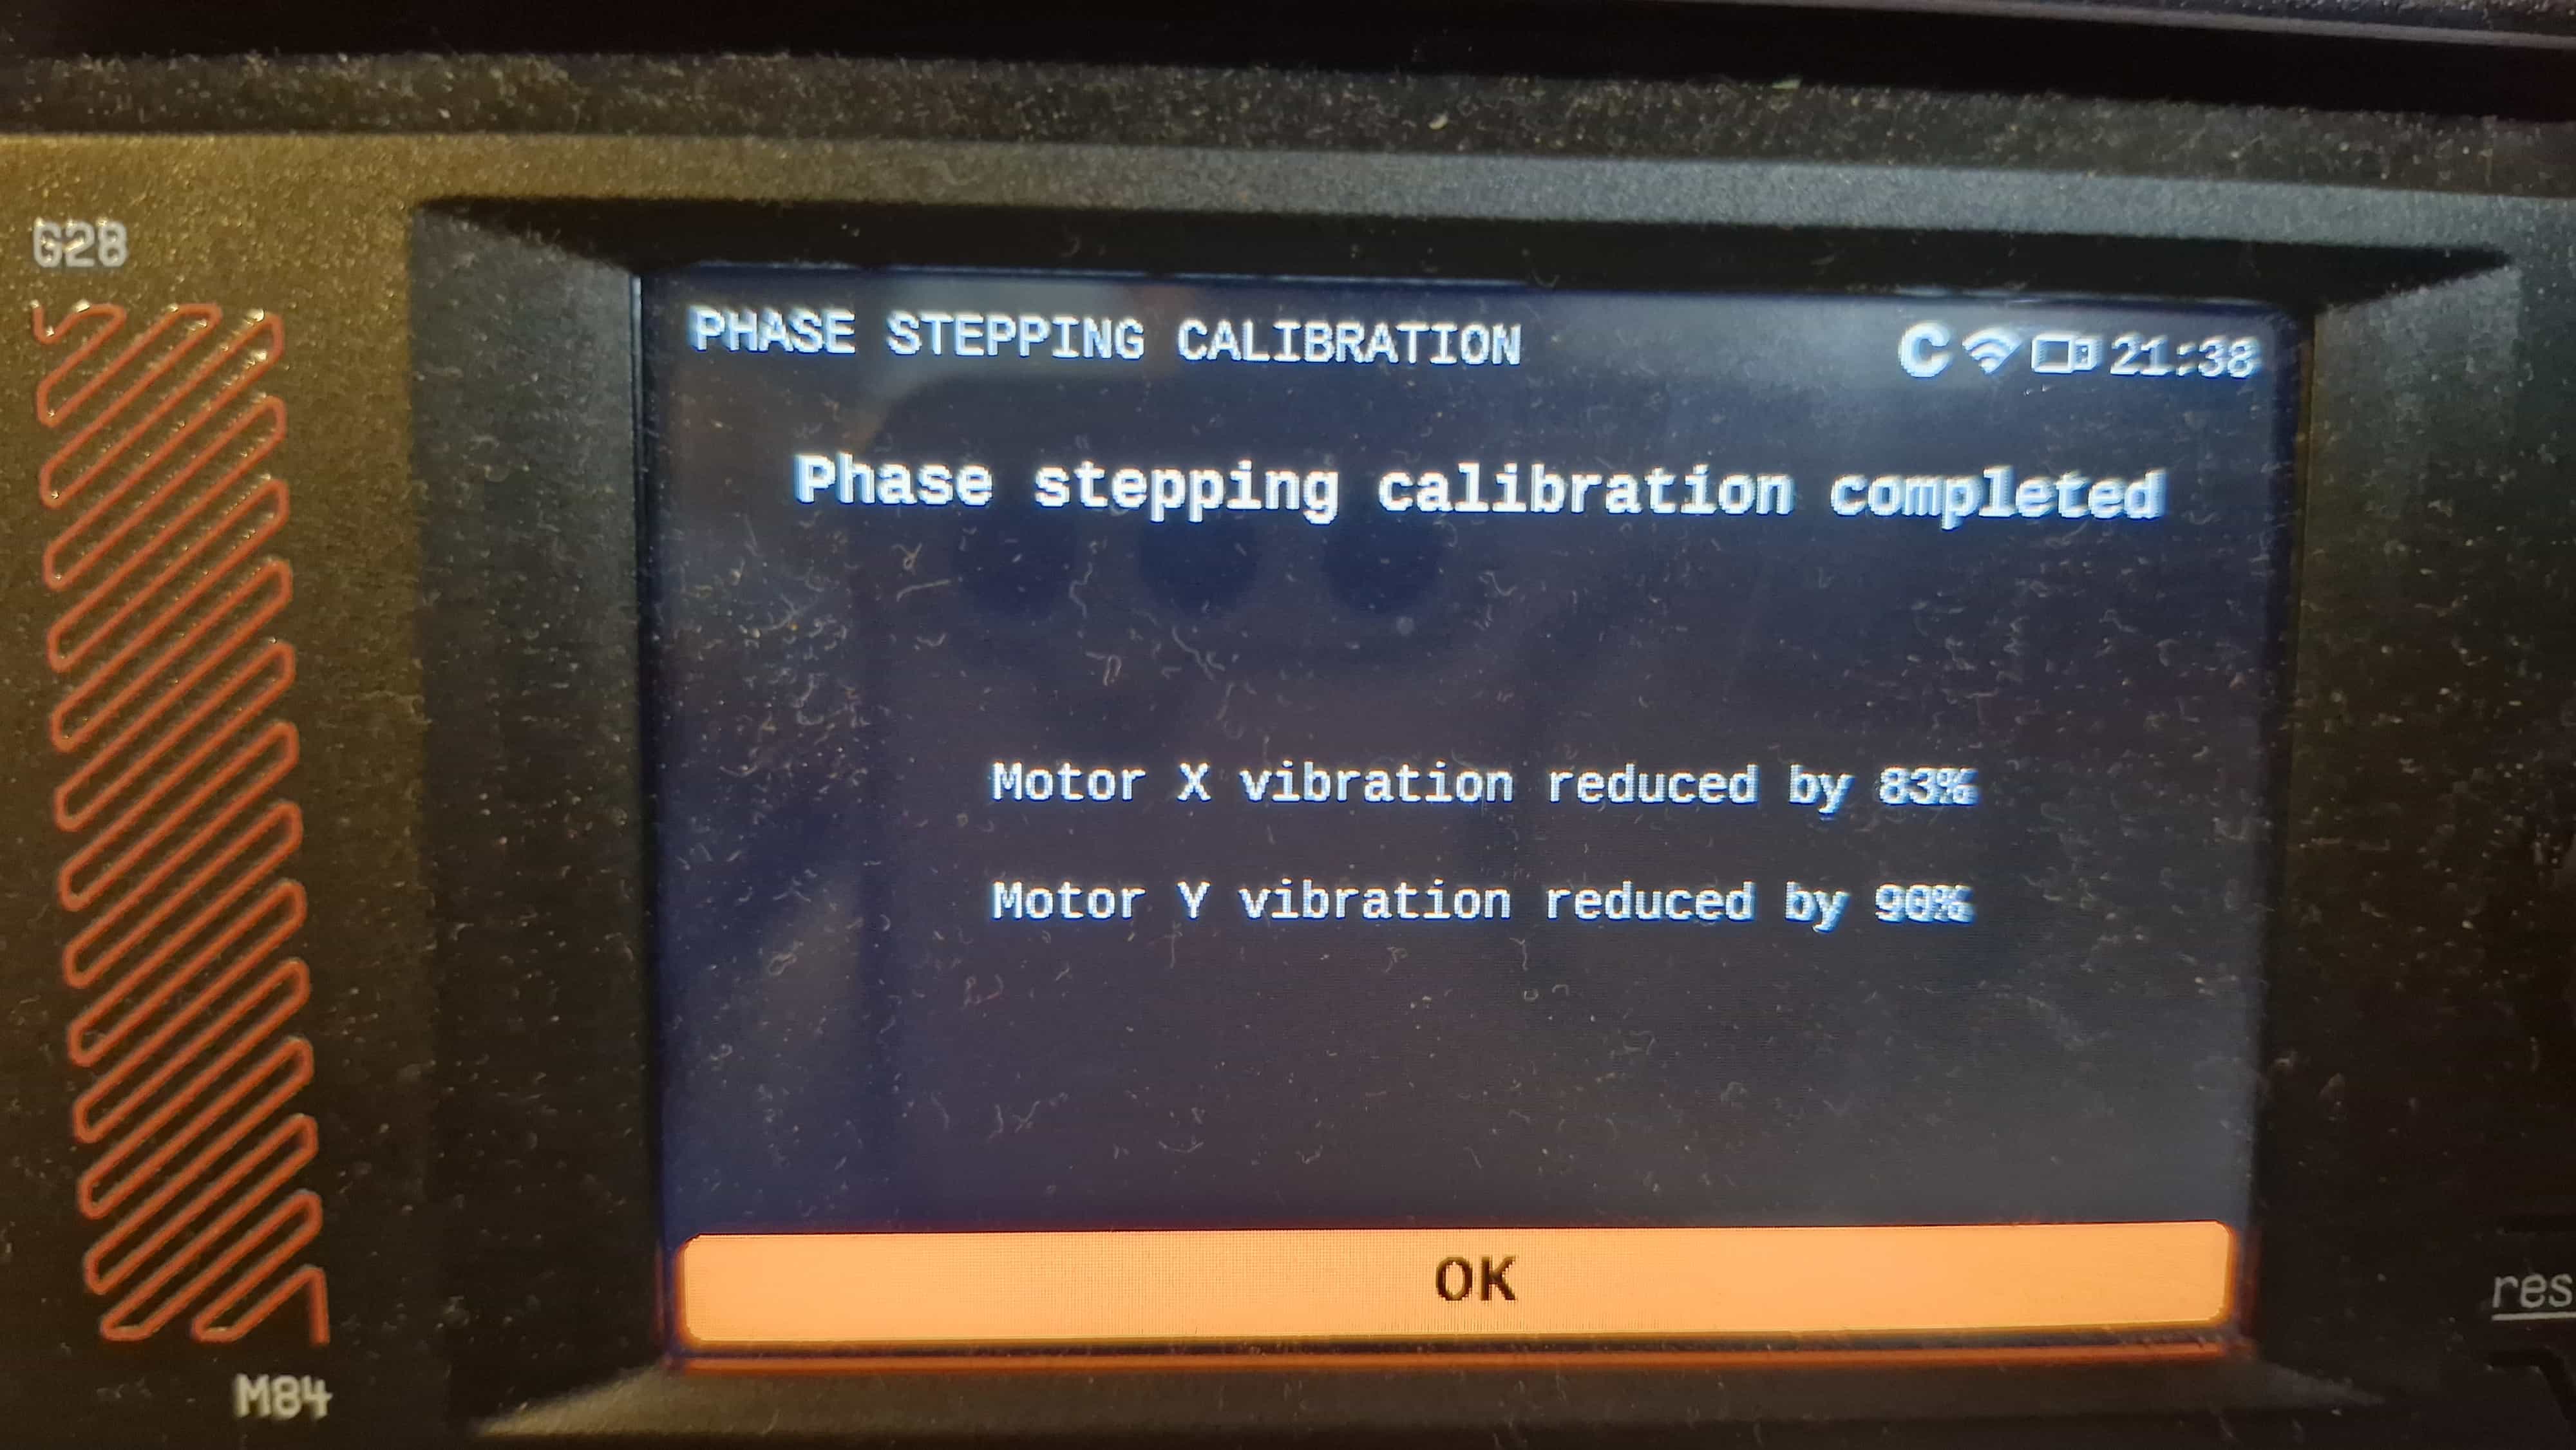 G28
PHASE STEPPING CALIBRATION
C 21:38
Phase stepping calibration completed
Motor X vibration reduced by 83%
Motor Y vibration reduced by 90%
OK
res
M84